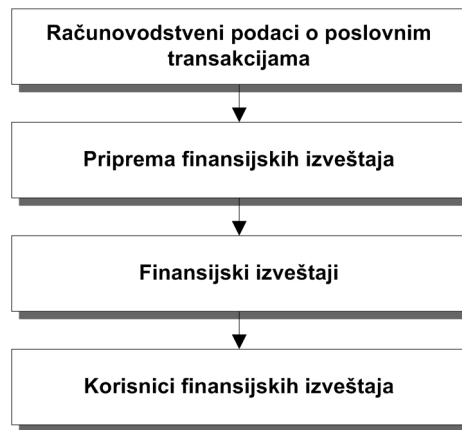 Računovodstveni podaci o poslovnim
transakcijama
Priprema finansijskih izveštaja
Finansijski izveštaji
Korisnici finansijskih izveštaja